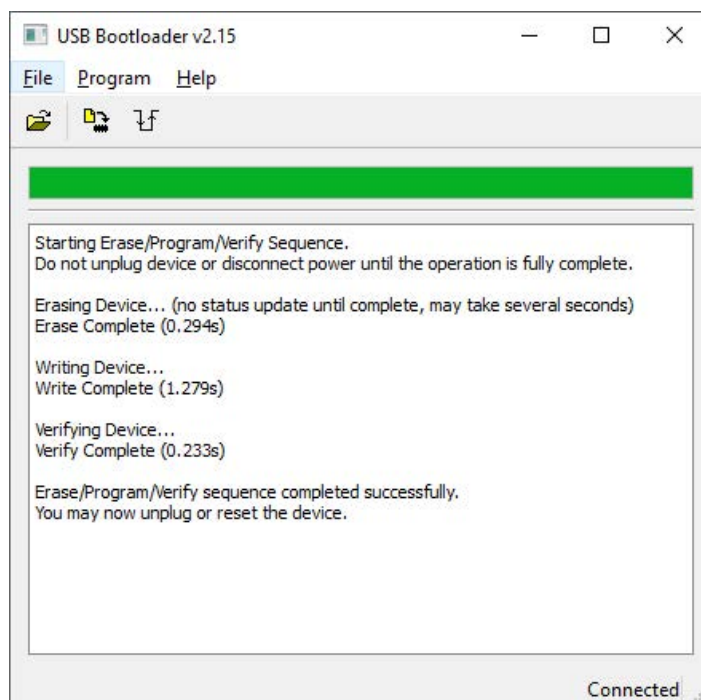 USB Bootloader v2.15
File Program Help
Starting Erase/Program/Verify Sequence.
Do not unplug device or disconnect power until the operation is fully complete.
Erasing Device... (no status update until complete, may take several seconds)
Erase Complete (0.294s)
Writing Device...
Write Complete (1.279s)
Verifying Device...
Verify Complete (0.233s)
Erase/Program/Verify sequence completed successfully.
You may now unplug or reset the device.
Connected